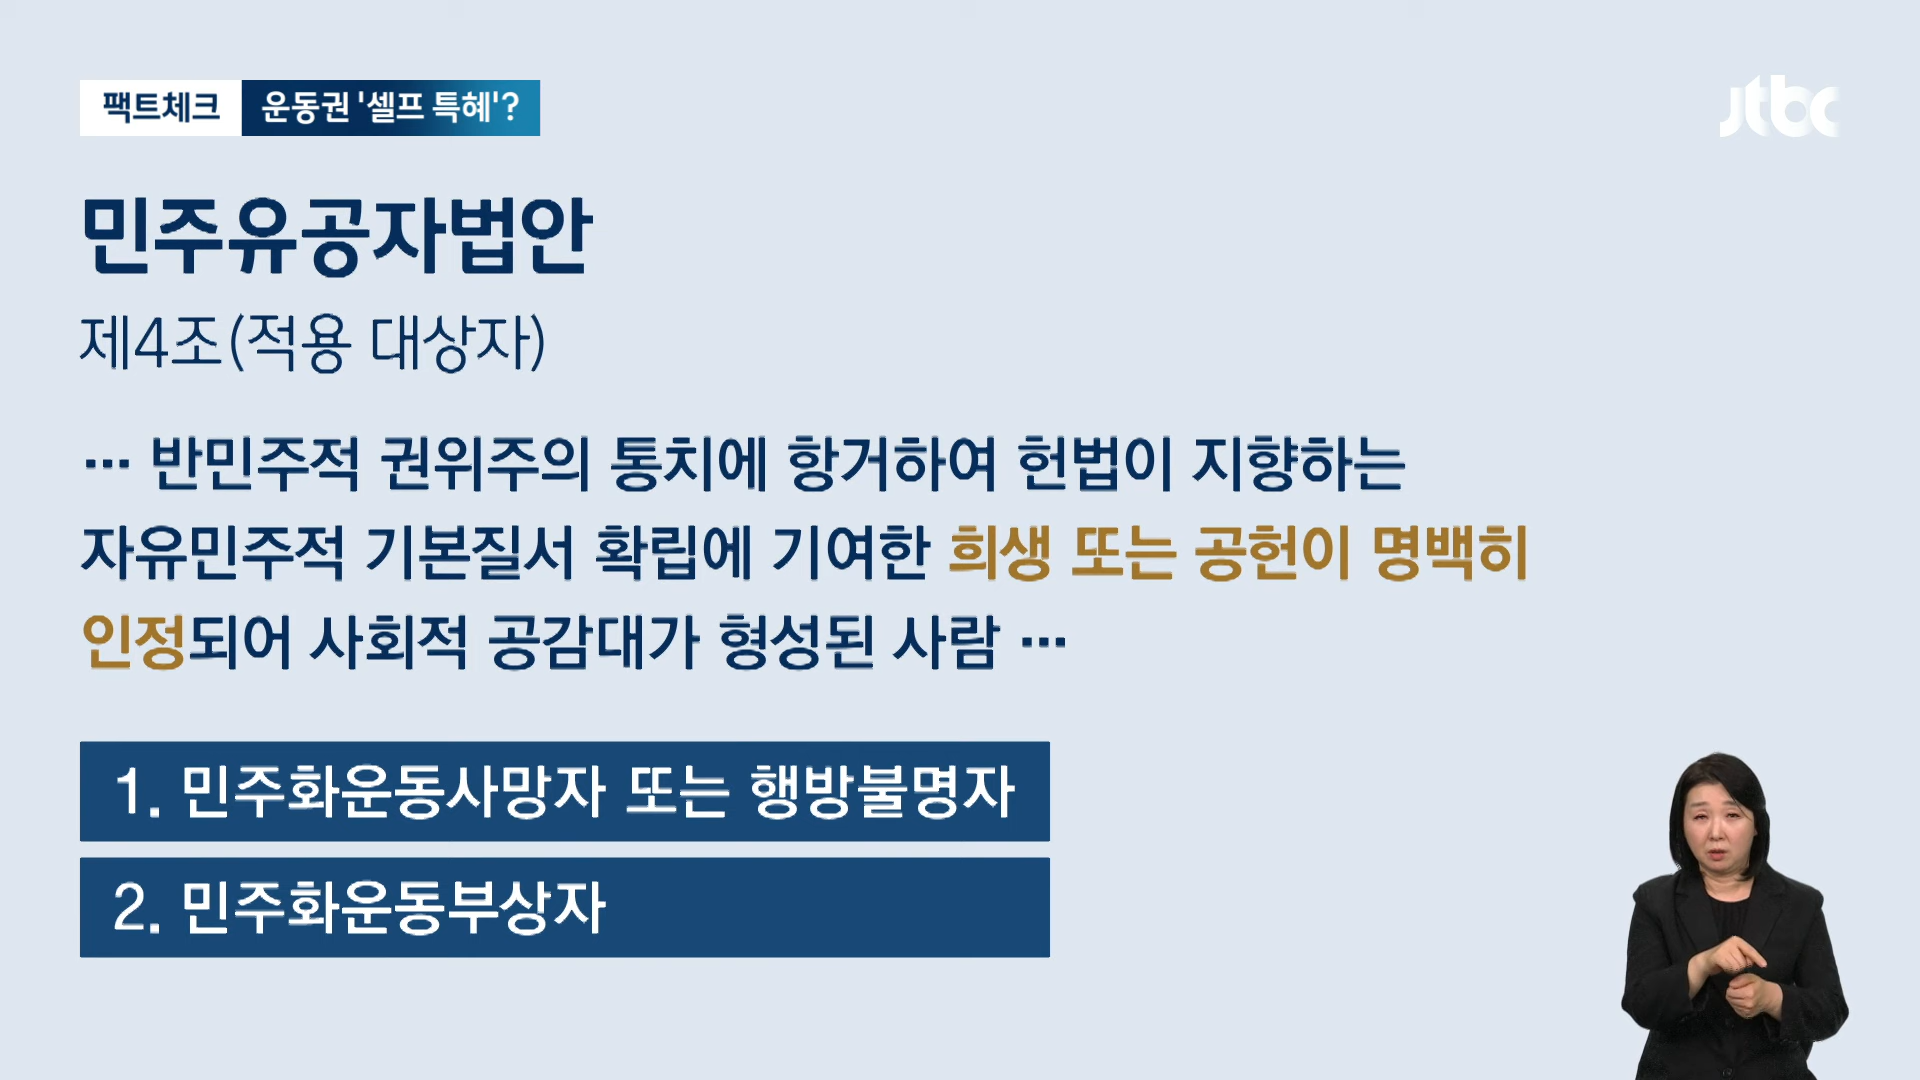 팩트체크 운동권 '셀프 특혜'?
jtbc
민주유공자법안
제4조(적용 대상자)
… 반민주적 권위주의 통치에 항거하여 헌법이 지향하는
자유민주적 기본질서 확립에 기여한 희생 또는 공헌이 명백히
인정되어 사회적 공감대가 형성된 사람 …
1. 민주화운동사망자 또는 행방불명자
2. 민주화운동부상자